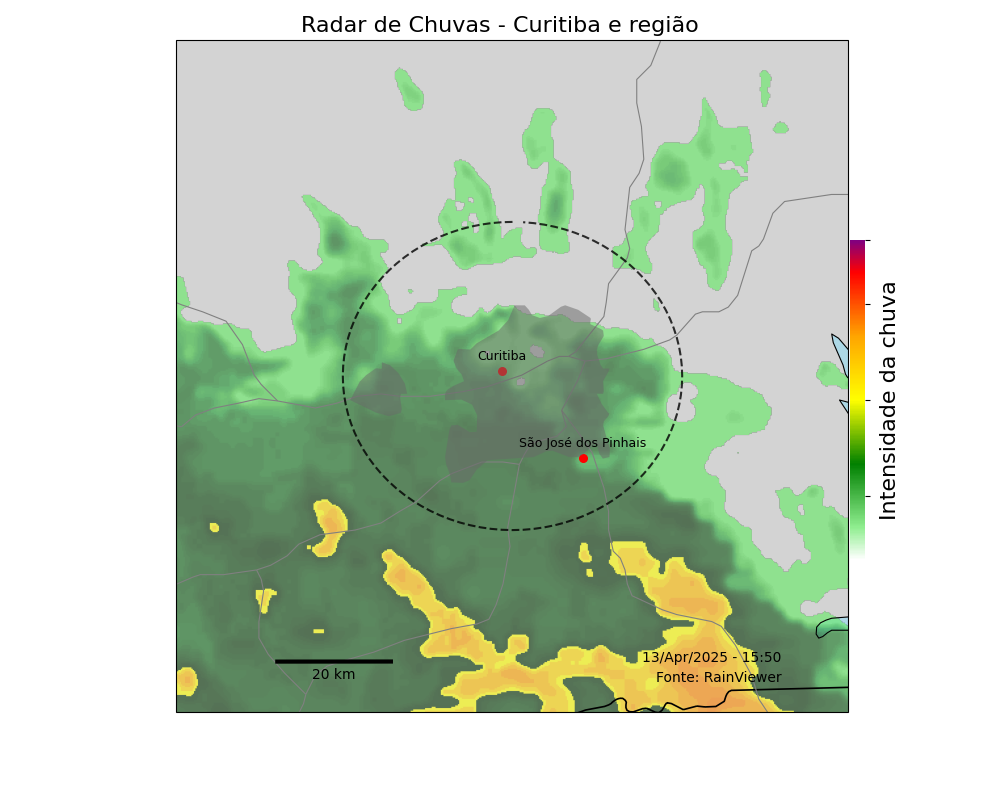 Radar de Chuvas - Curitiba e região
Curitiba
São José dos Pinhais
Intensidade da chuva
13/Apr/2025 - 15:50
Fonte: RainViewer
20 km